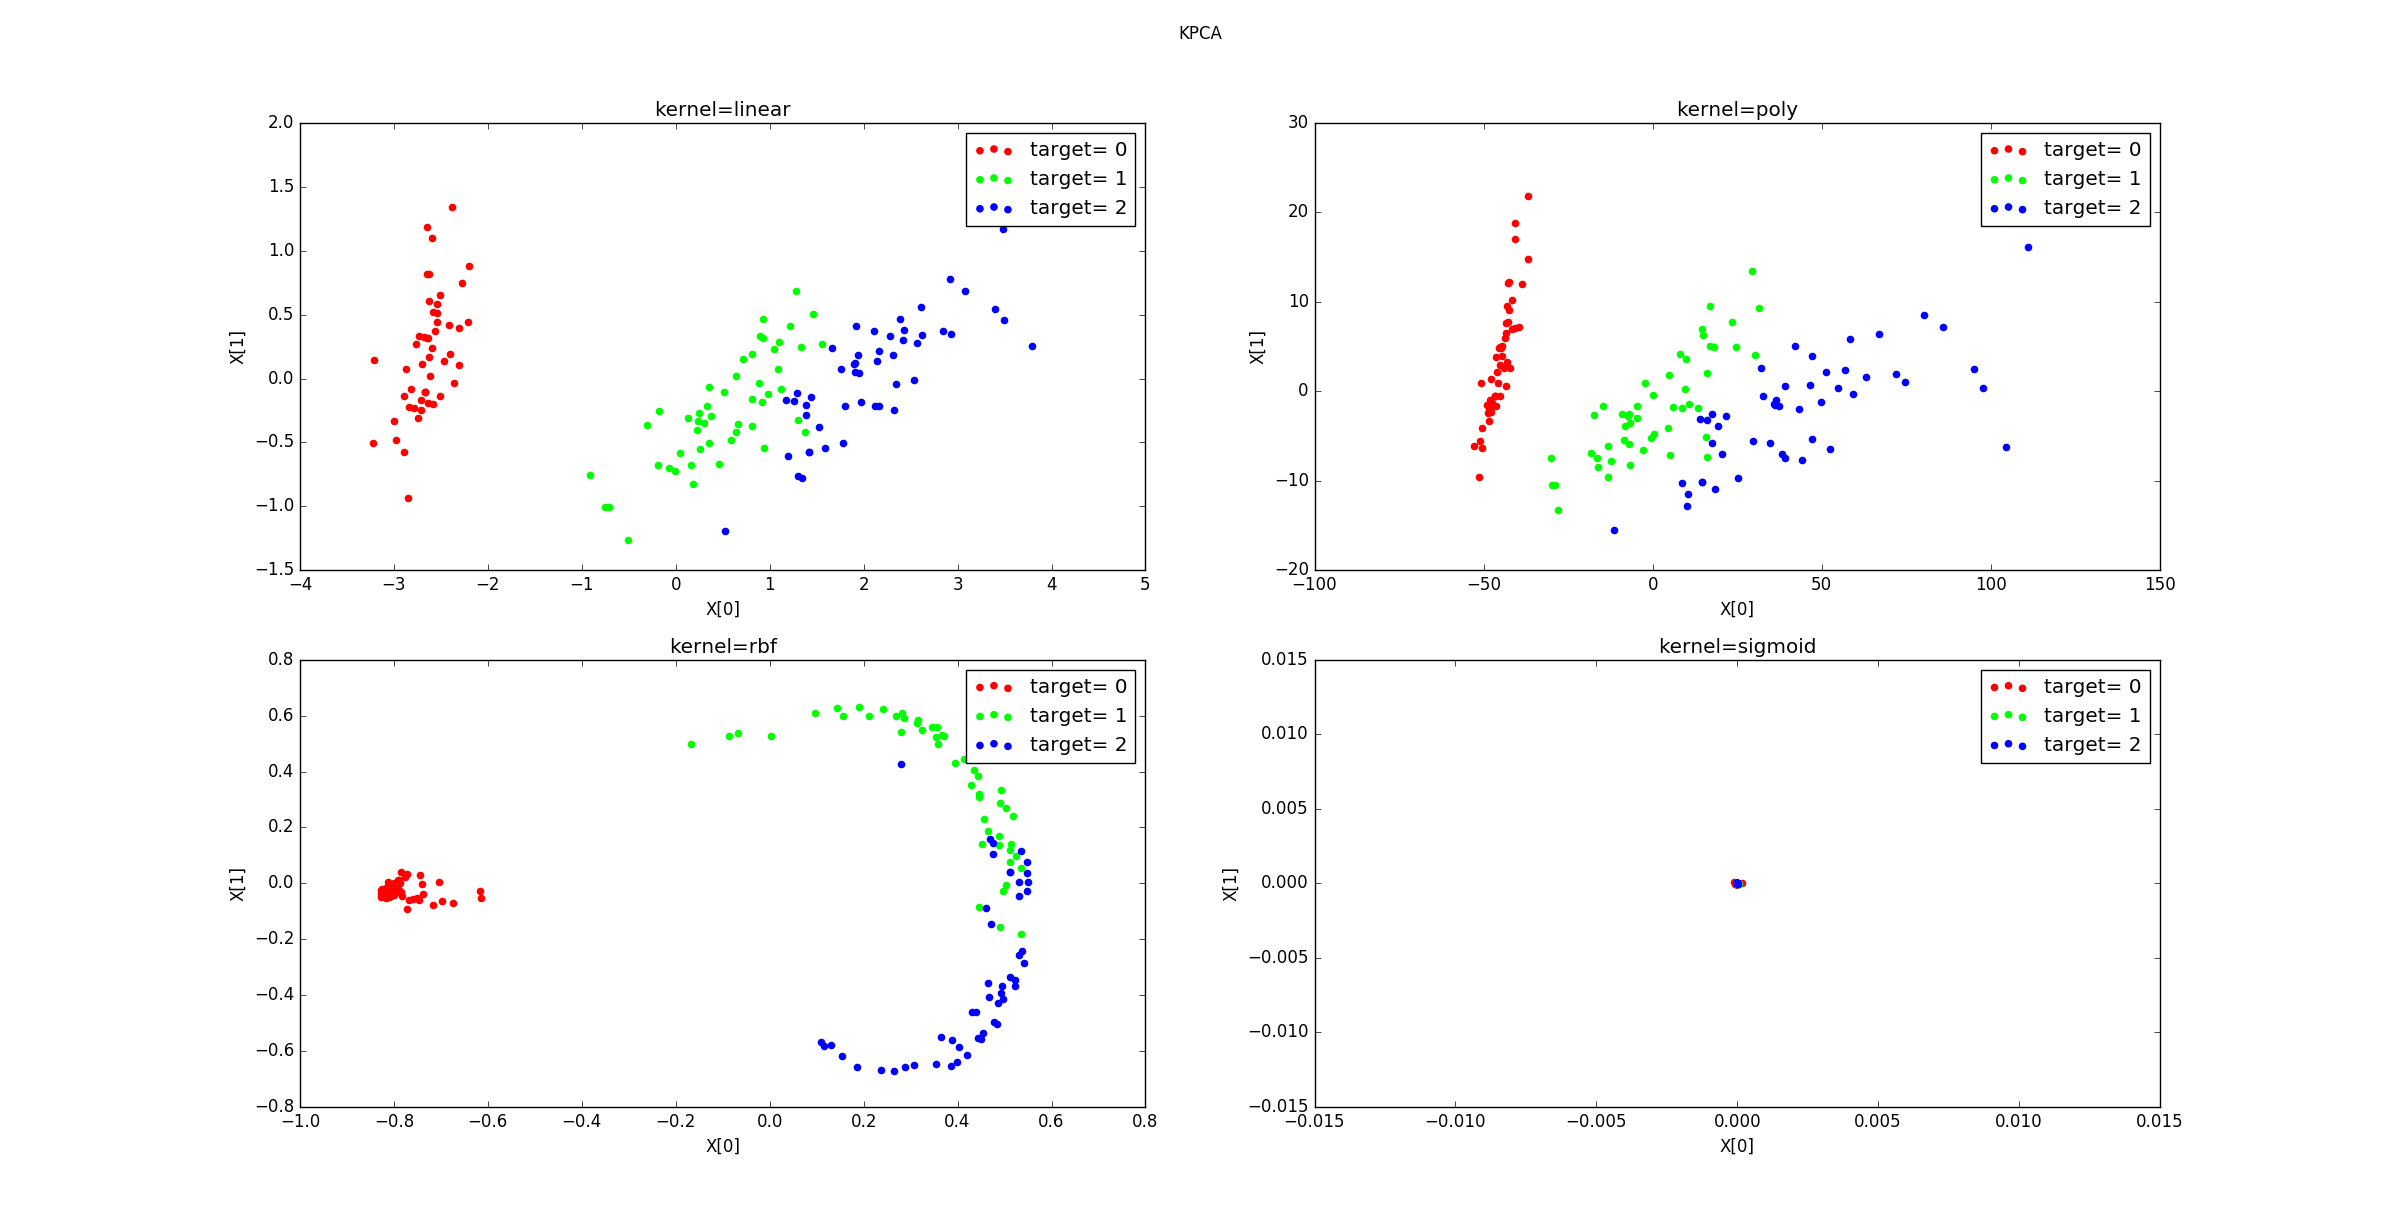 KPCA
kernel=linear
2.0
1.5
1.0
0.5
0.0
−0.5
−1.0
−1.5
X[1]
−4 −3 −2 −1 0 1 2 3 4 5
X[0]
target= 0
target= 1
target= 2
kernel=poly
30
20
10
0
−10
−20
X[1]
−100 −50 0 50 100 150
X[0]
target= 0
target= 1
target= 2
kernel=rbf
0.8
0.6
0.4
0.2
0.0
−0.2
−0.4
−0.6
−0.8
X[1]
−1.0 −0.8 −0.6 −0.4 −0.2 0.0 0.2 0.4 0.6 0.8
X[0]
target= 0
target= 1
target= 2
kernel=sigmoid
0.015
0.010
0.005
0.000
−0.005
−0.010
−0.015
X[1]
−0.015 −0.010 −0.005 0.000 0.005 0.010 0.015
X[0]
target= 0
target= 1
target= 2